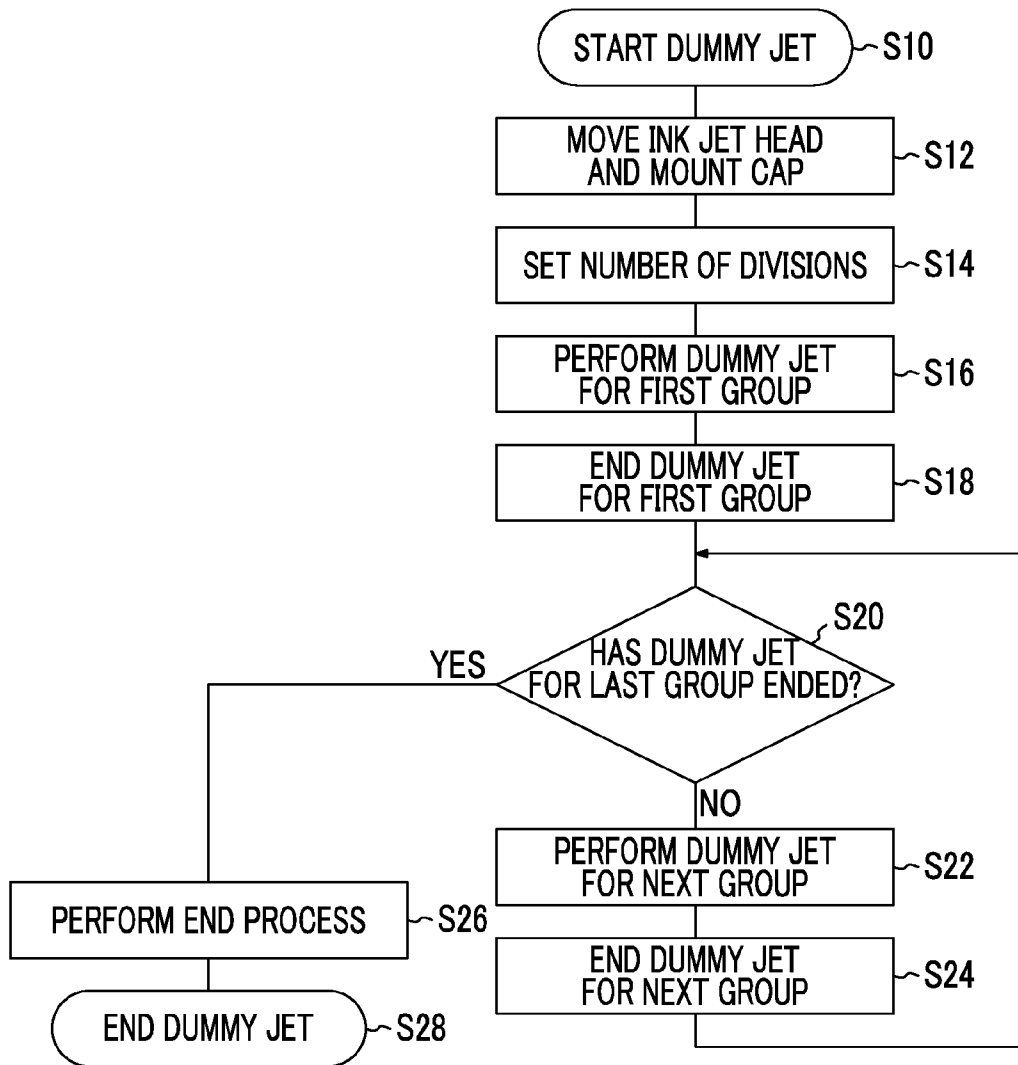 START DUMMY JET
S10
MOVE INK JET HEAD
AND MOUNT CAP
S12
SET NUMBER OF DIVISIONS
S14
PERFORM DUMMY JET
FOR FIRST GROUP
S16
END DUMMY JET
FOR FIRST GROUP
S18
S20
HAS DUMMY JET
FOR LAST GROUP ENDED?
YES
NO
PERFORM DUMMY JET
FOR NEXT GROUP
S22
END DUMMY JET
FOR NEXT GROUP
S24
PERFORM END PROCESS
S26
END DUMMY JET
S28